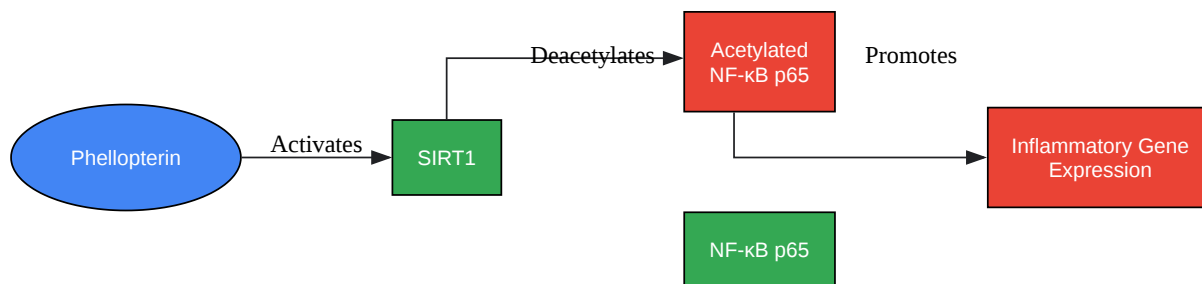 Deacetylates
Acetylated
NF-κB p65
Promotes
Phellopterin
Activates
SIRT1
Inflammatory Gene
Expression
NF-κB p65